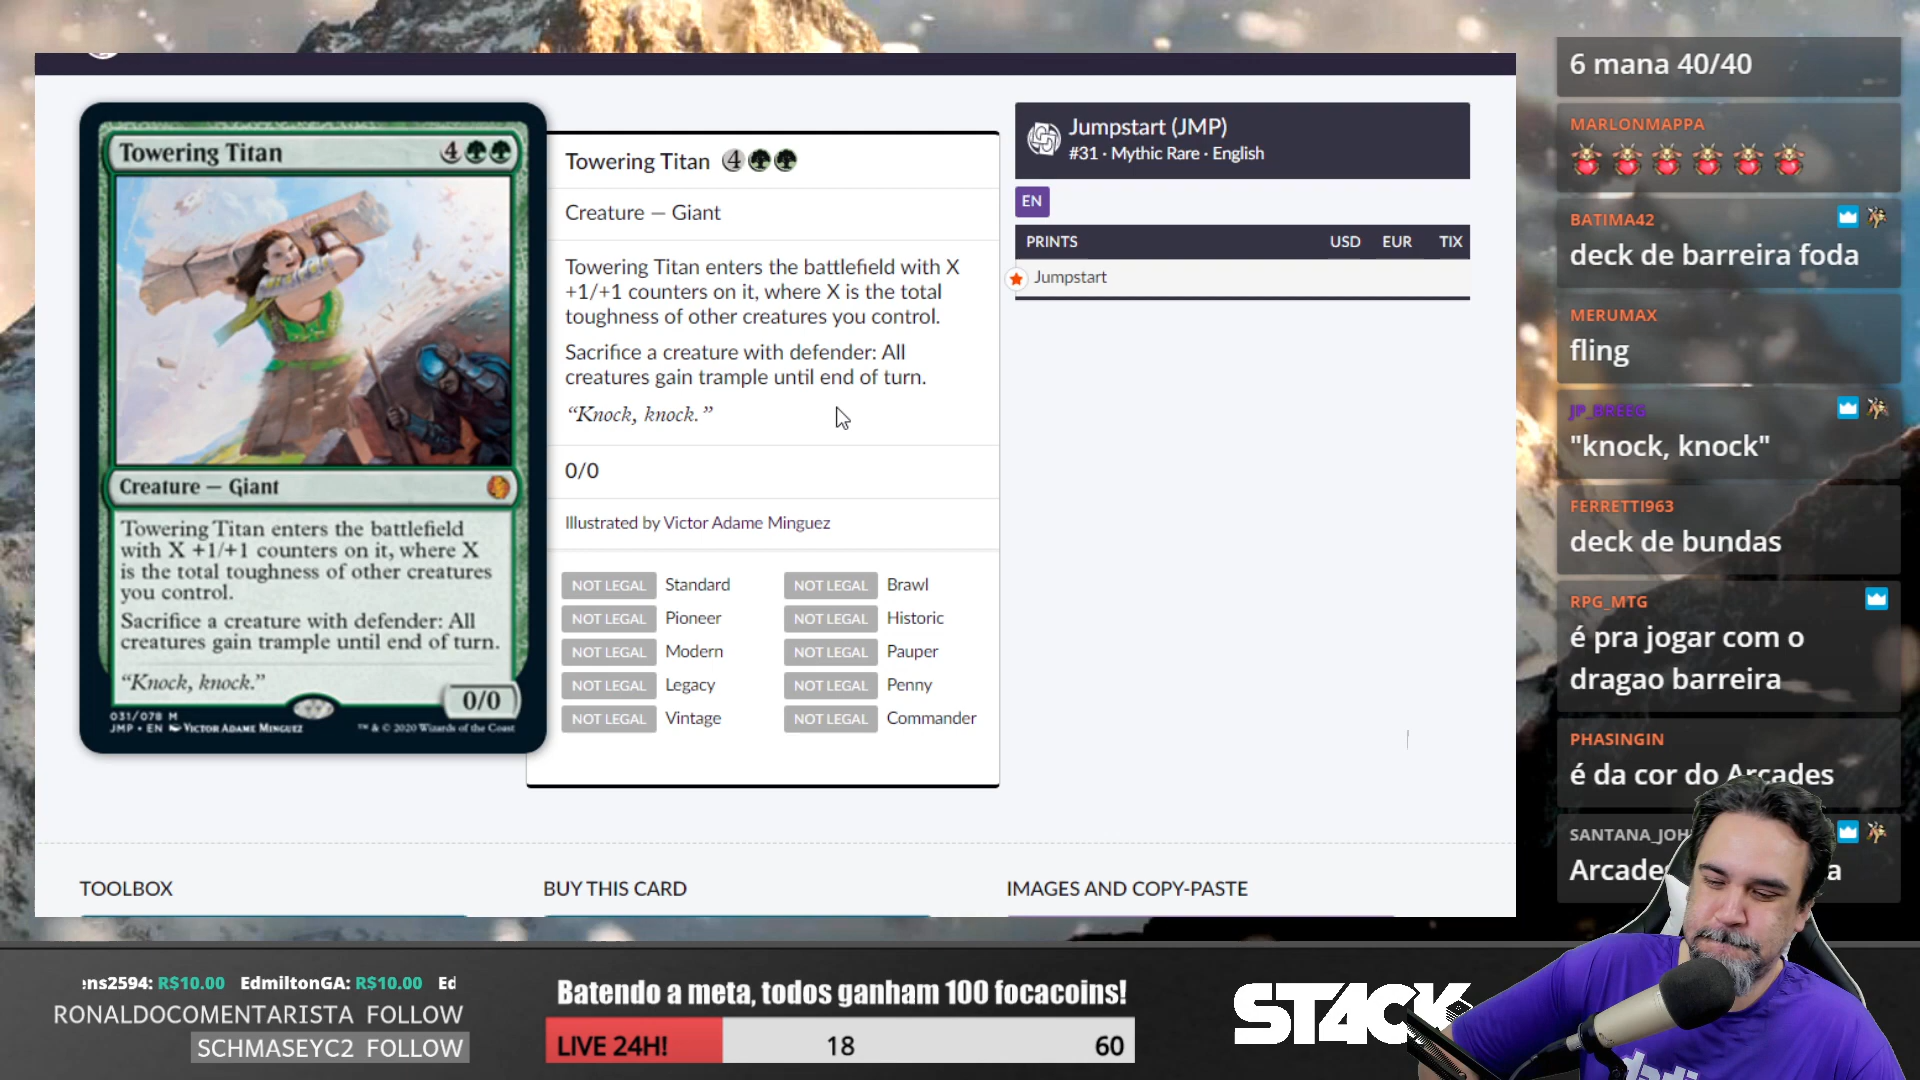 Towering Titan 4
Towering Titan enters the battlefield
with X +1/+1 counters on it, where X
is the total toughness of other creatures
you control.
Sacrifice a creature with defender: All
creatures gain trample until end of turn.
"Knock, knock."
Creature — Giant
0/0
031/078 M
JMP • EN VICTOR ADAME MINGUEZ
™ & © 2020 Wizards of the Coast
Towering Titan 4
Creature — Giant
Towering Titan enters the battlefield with X
+1/+1 counters on it, where X is the total
toughness of other creatures you control.
Sacrifice a creature with defender: All
creatures gain trample until end of turn.
“Knock, knock.”
0/0
Illustrated by Victor Adame Minguez
NOT LEGAL Standard NOT LEGAL Brawl
NOT LEGAL Pioneer NOT LEGAL Historic
NOT LEGAL Modern NOT LEGAL Pauper
NOT LEGAL Legacy NOT LEGAL Penny
NOT LEGAL Vintage NOT LEGAL Commander
Jumpstart (JMP)
#31 · Mythic Rare · English
EN
PRINTS USD EUR TIX
Jumpstart
TOOLBOX
BUY THIS CARD
IMAGES AND COPY-PASTE
6 mana 40/40
MARLONMAPPA
BATIMA42
deck de barreira foda
MERUMAX
fling
JP_BREEG
"knock, knock"
FERRETTI963
deck de bundas
RPG_MTG
é pra jogar com o
dragao barreira
PHASINGIN
é da cor do Arcades
SANTANA_JOH
Arcades
ens2594: R$10.00 EdmiltonGA: R$10.00 Ed
RONALDOCOMENTARISTA FOLLOW
SCHMASEYC2 FOLLOW
Batendo a meta, todos ganham 100 focacoins!
LIVE 24H! 18 60
ST4CK